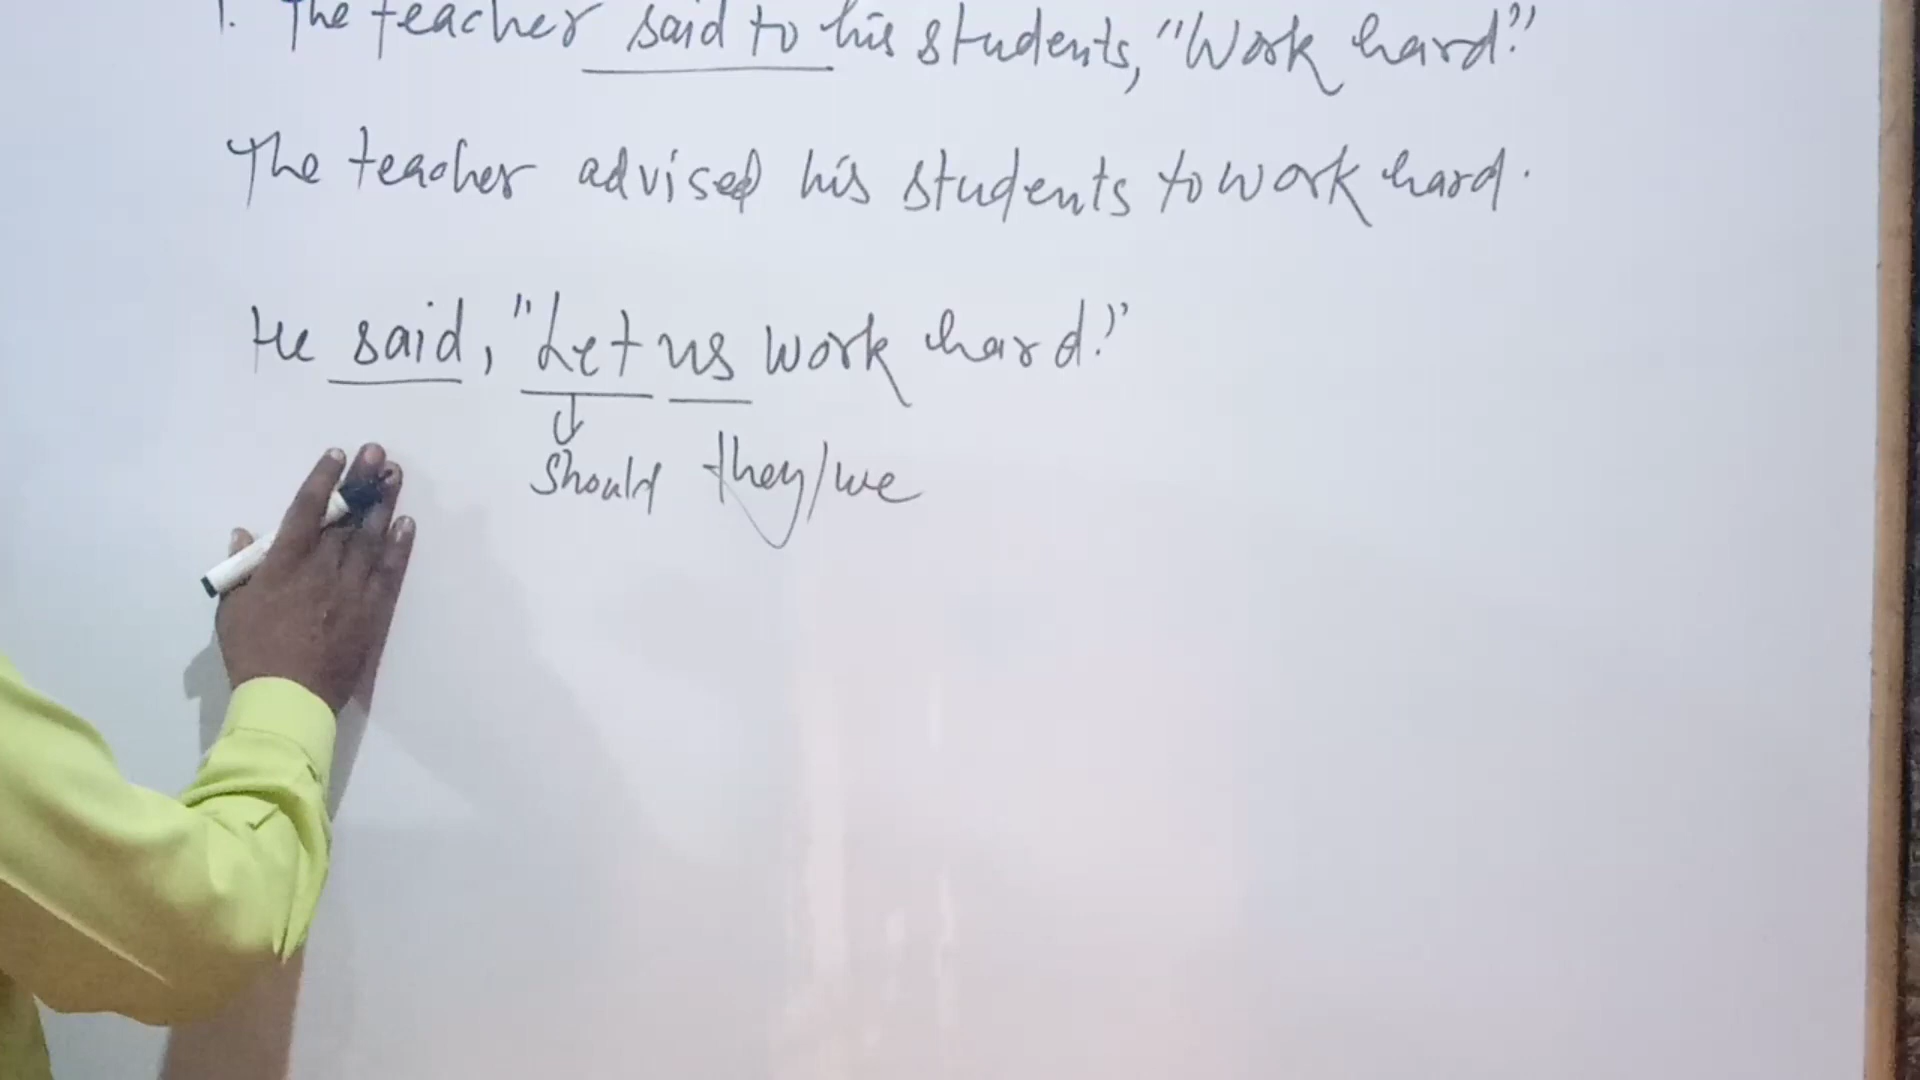 1. The teacher said to his students, "Work hard."
The teacher advised his students to work hard.
He said, "Let us work hard."
Should they/we